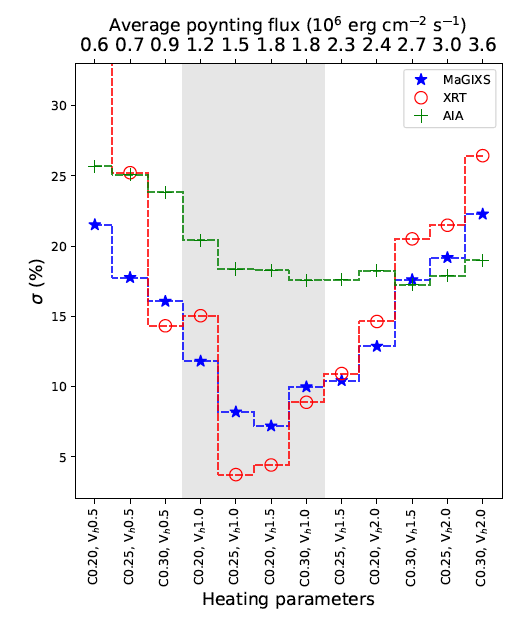 Average poynting flux (10⁶ erg cm⁻² s⁻¹)
0.6 0.7 0.9 1.2 1.5 1.8 1.8 2.3 2.4 2.7 3.0 3.6
MaGIXS
XRT
AIA
30
25
20
15
10
5
σ (%)
C0.20, Vₕ0.5
C0.25, Vₕ0.5
C0.30, Vₕ0.5
C0.20, Vₕ1.0
C0.25, Vₕ1.0
C0.20, Vₕ1.5
C0.30, Vₕ1.0
C0.25, Vₕ1.5
C0.20, Vₕ2.0
C0.30, Vₕ1.5
C0.25, Vₕ2.0
C0.30, Vₕ2.0
Heating parameters